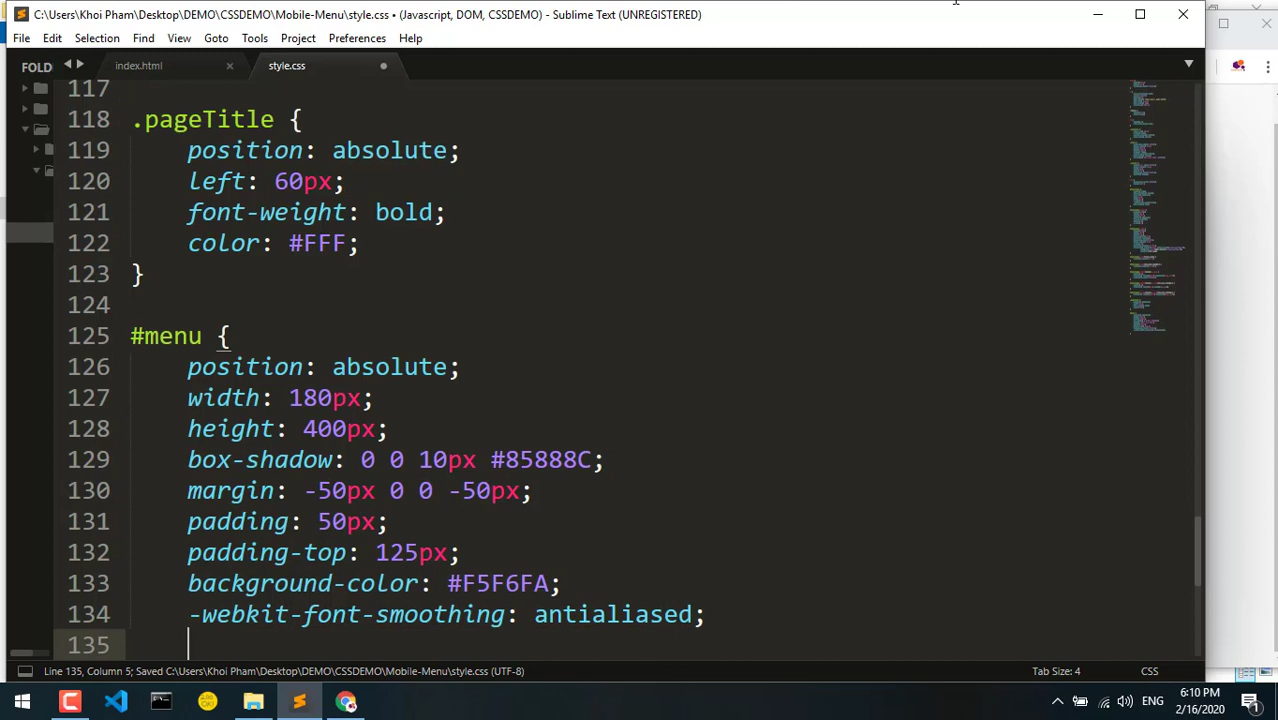 C:\Users\Khoi Pham\Desktop\DEMO\CSSDEMO\Mobile-Menu\style.css • (Javascript, DOM, CSSDEMO) - Sublime Text (UNREGISTERED)
File Edit Selection Find View Goto Tools Project Preferences Help
FOLD index.html style.css
117
118 .pageTitle {
119 position: absolute;
120 left: 60px;
121 font-weight: bold;
122 color: #FFF;
123 }
124
125 #menu {
126 position: absolute;
127 width: 180px;
128 height: 400px;
129 box-shadow: 0 0 10px #85888C;
130 margin: -50px 0 0 -50px;
131 padding: 50px;
132 padding-top: 125px;
133 background-color: #F5F6FA;
134 -webkit-font-smoothing: antialiased;
135
Line 135, Column 5; Saved C:\Users\Khoi Pham\Desktop\DEMO\CSSDEMO\Mobile-Menu\style.css (UTF-8) Tab Size: 4 CSS
ENG 6:10 PM
2/16/2020 1